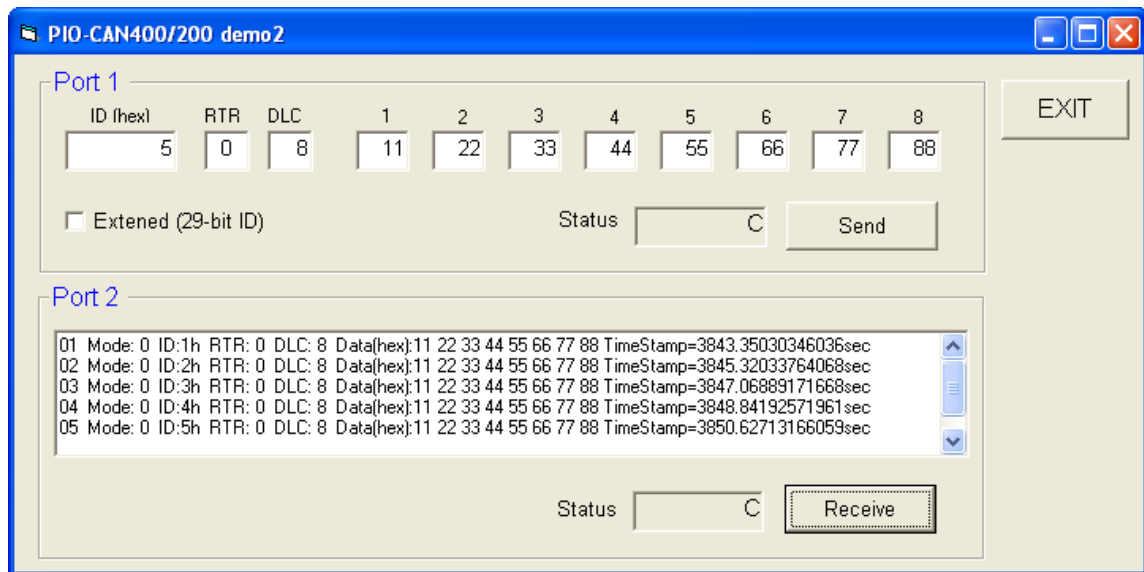 PIO-CAN400/200 demo2
Port 1
EXIT
ID (hex) RTR DLC 1 2 3 4 5 6 7 8
5 0 8 11 22 33 44 55 66 77 88
Extened (29-bit ID) Status C Send
Port 2
01 Mode: 0 ID:1h RTR: 0 DLC: 8 Data(hex):11 22 33 44 55 66 77 88 TimeStamp=3843.35030346036sec
02 Mode: 0 ID:2h RTR: 0 DLC: 8 Data(hex):11 22 33 44 55 66 77 88 TimeStamp=3845.32033764068sec
03 Mode: 0 ID:3h RTR: 0 DLC: 8 Data(hex):11 22 33 44 55 66 77 88 TimeStamp=3847.06889171668sec
04 Mode: 0 ID:4h RTR: 0 DLC: 8 Data(hex):11 22 33 44 55 66 77 88 TimeStamp=3848.84192571961sec
05 Mode: 0 ID:5h RTR: 0 DLC: 8 Data(hex):11 22 33 44 55 66 77 88 TimeStamp=3850.62713166059sec
Status C Receive